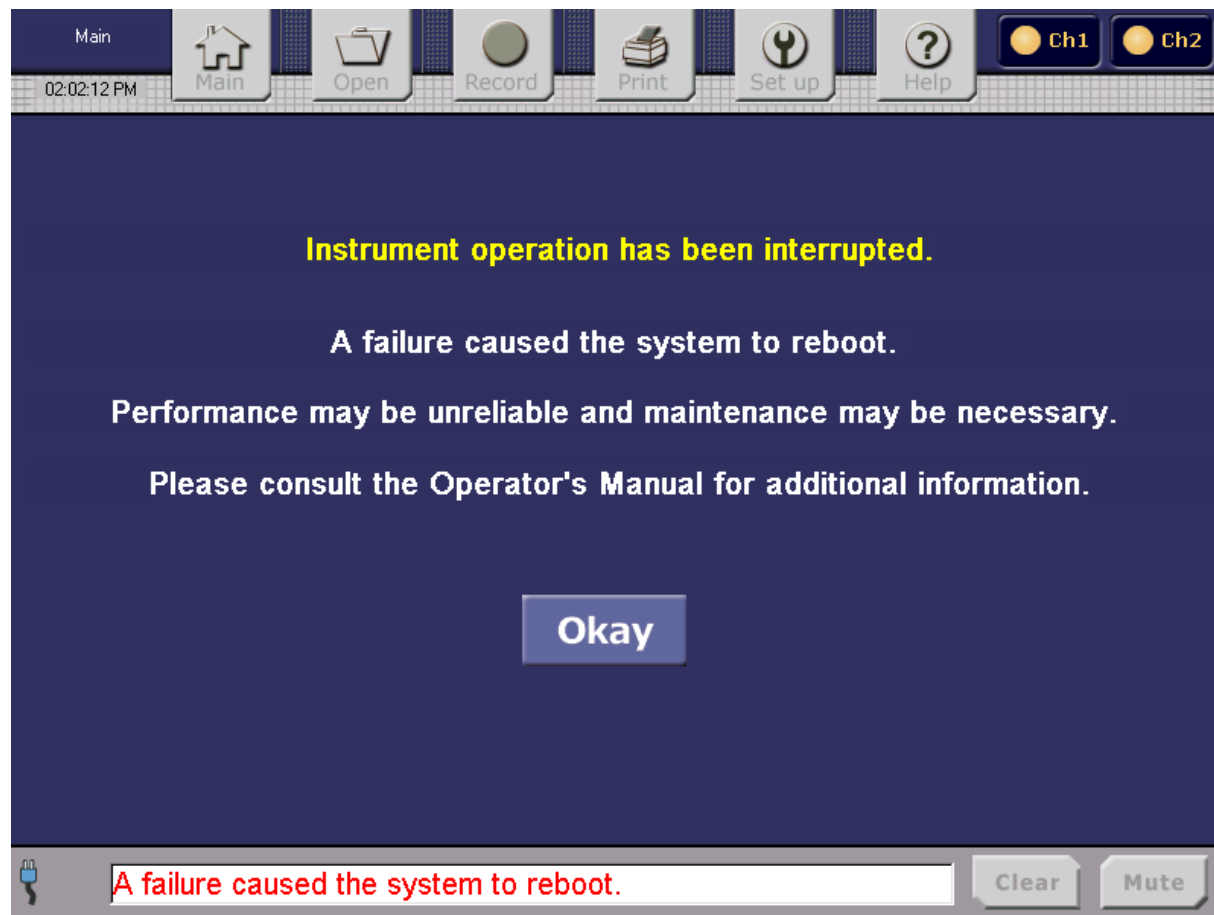 Main
02:02:12 PM
Main
Open
Record
Print
Set up
Help
Ch1
Ch2
Instrument operation has been interrupted.
A failure caused the system to reboot.
Performance may be unreliable and maintenance may be necessary.
Please consult the Operator's Manual for additional information.
Okay
A failure caused the system to reboot.
Clear
Mute